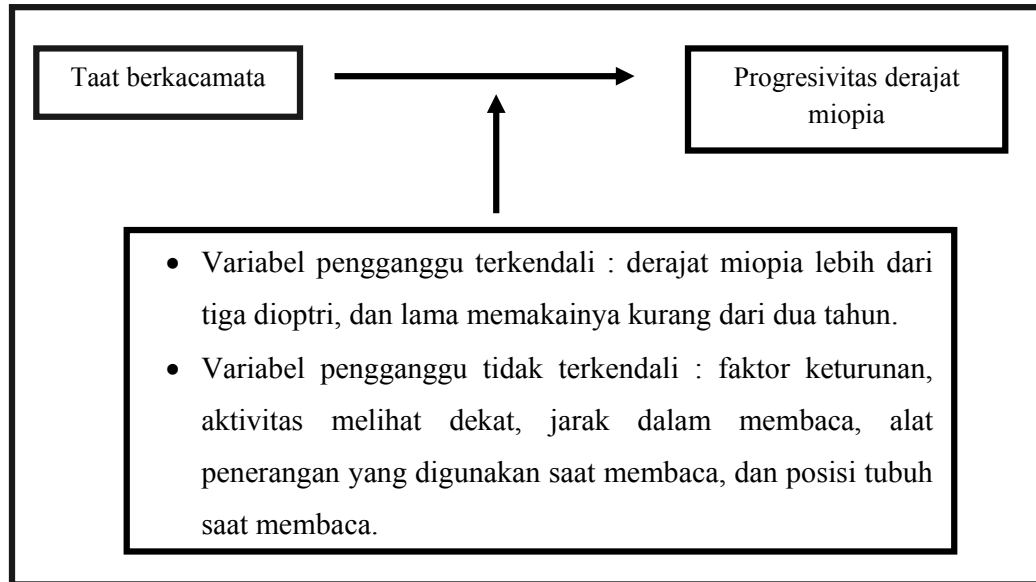 Taat berkacamata
Progresivitas derajat
miopia
• Variabel pengganggu terkendali : derajat miopia lebih dari
tiga dioptri, dan lama memakainya kurang dari dua tahun.
• Variabel pengganggu tidak terkendali : faktor keturunan,
aktivitas melihat dekat, jarak dalam membaca, alat
penerangan yang digunakan saat membaca, dan posisi tubuh
saat membaca.